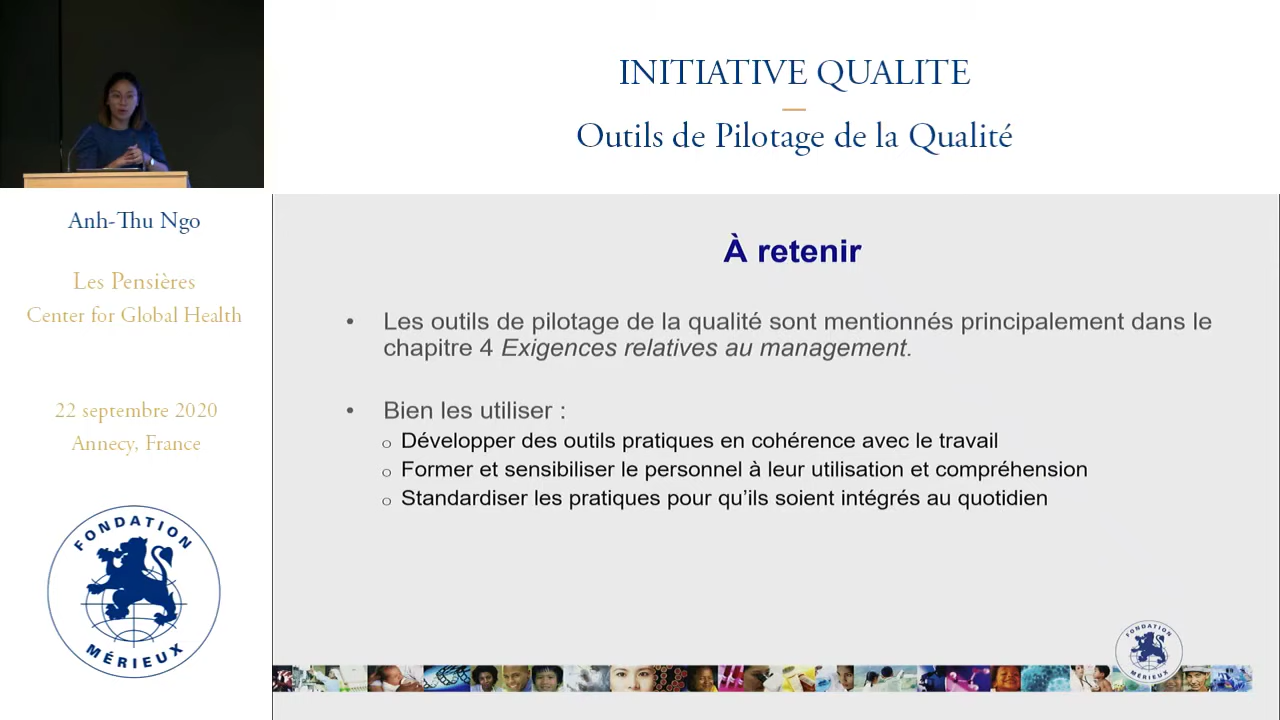 INITIATIVE QUALITE
Outils de Pilotage de la Qualité
Anh-Thu Ngo
Les Pensières
Center for Global Health
22 septembre 2020
Annecy, France
FONDATION
MÉRIEUX
À retenir
• Les outils de pilotage de la qualité sont mentionnés principalement dans le
chapitre 4 Exigences relatives au management.
• Bien les utiliser :
o Développer des outils pratiques en cohérence avec le travail
o Former et sensibiliser le personnel à leur utilisation et compréhension
o Standardiser les pratiques pour qu'ils soient intégrés au quotidien
FONDATION
MÉRIEUX